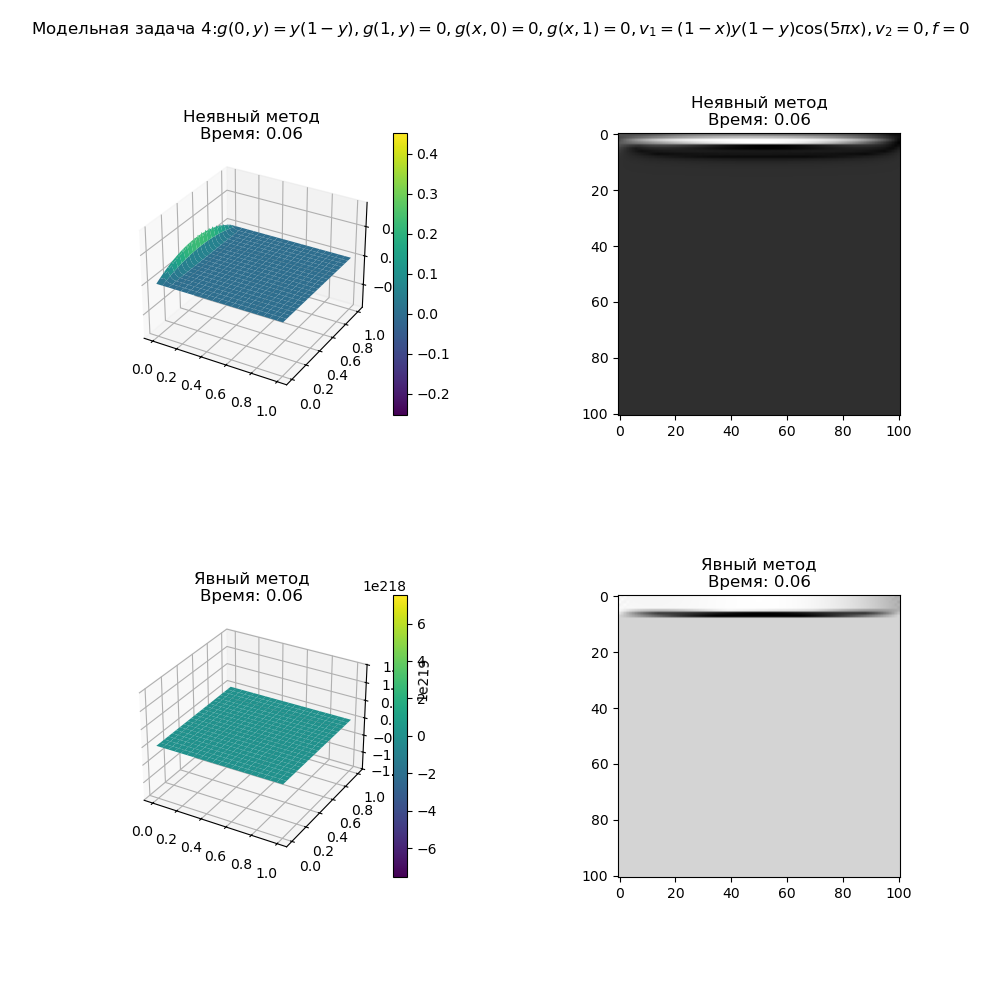 Модельная задача 4:g(0, y) = y(1 − y), g(1, y) = 0, g(x, 0) = 0, g(x, 1) = 0, v₁ = (1 − x)y(1 − y)cos(5πx), v₂ = 0, f = 0
Неявный метод
Время: 0.06
0.4
0.3
0.2
0.1
0.0
−0.1
−0.2
0.0 0.2 0.4 0.6 0.8 1.0
0.0 0.2 0.4 0.6 0.8 1.0
Неявный метод
Время: 0.06
0
20
40
60
80
100
0 20 40 60 80 100
Явный метод
Время: 0.06
1e218
6
4
2
0
−2
−4
−6
1e219
0.0 0.2 0.4 0.6 0.8 1.0
0.0 0.2 0.4 0.6 0.8 1.0
Явный метод
Время: 0.06
0
20
40
60
80
100
0 20 40 60 80 100